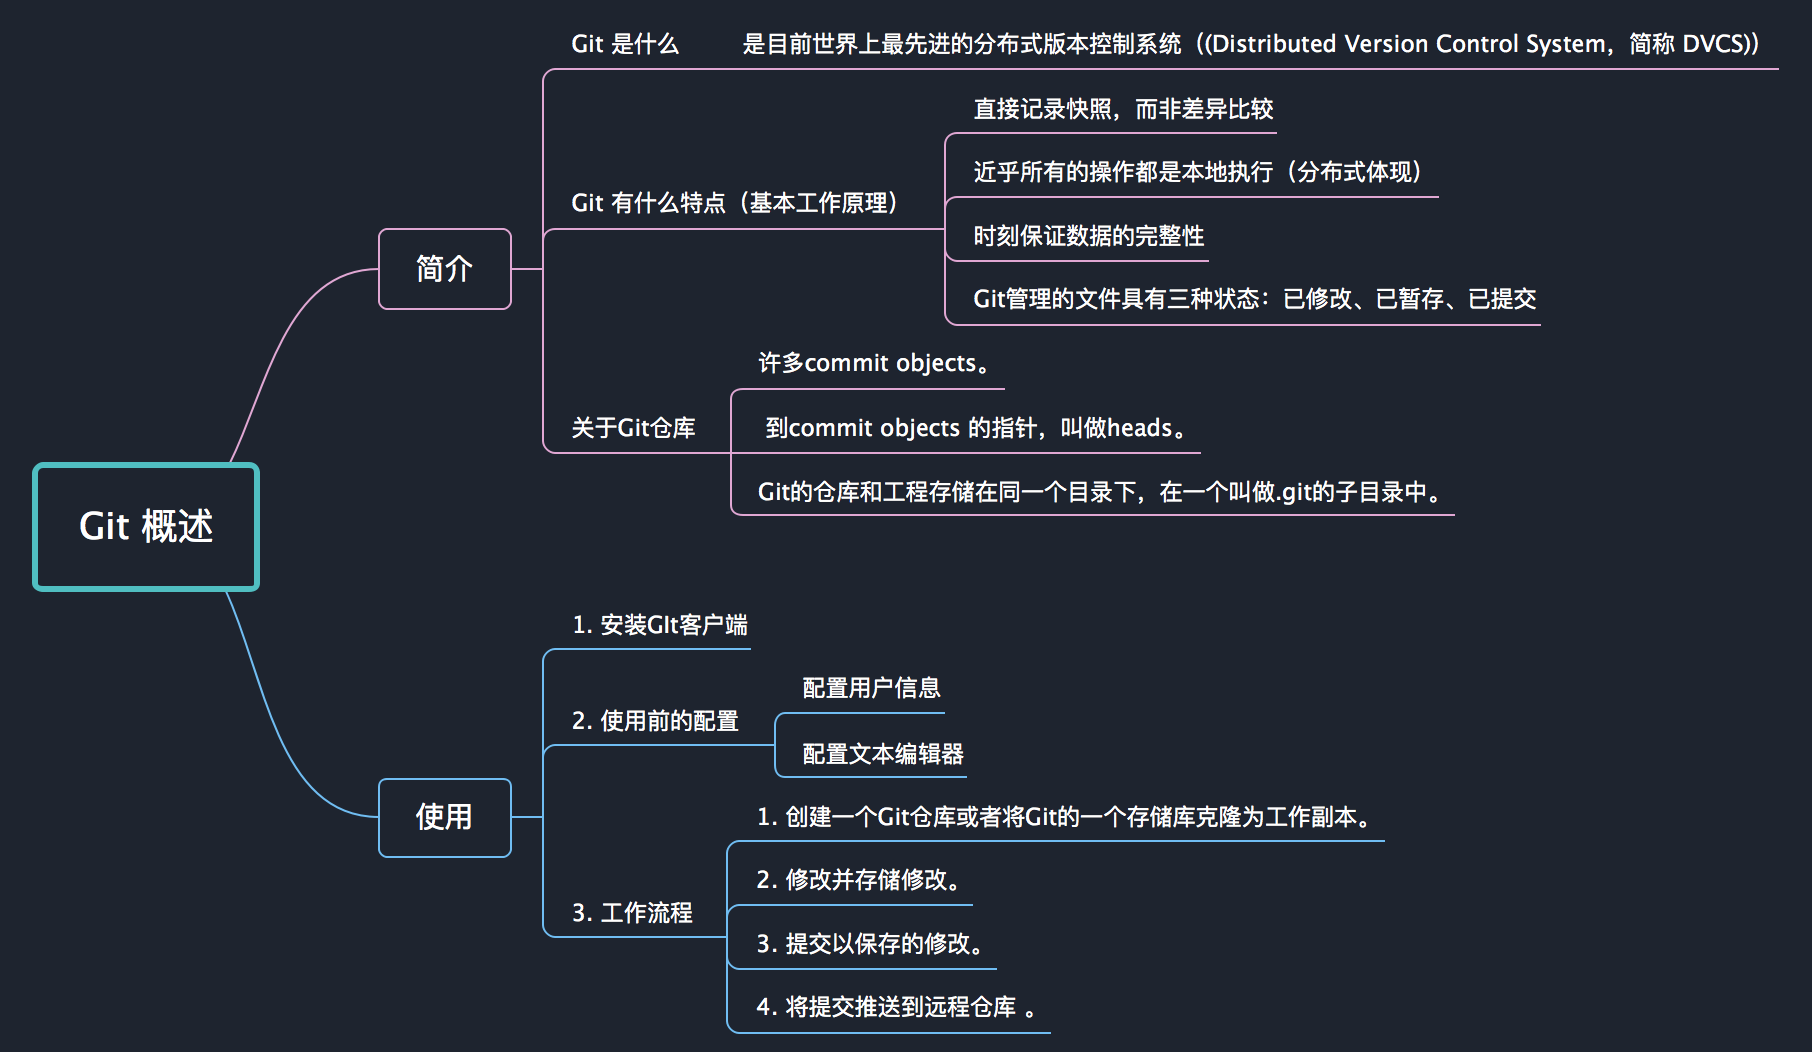 Git 概述
简介
Git 是什么
是目前世界上最先进的分布式版本控制系统（(Distributed Version Control System，简称 DVCS)）
Git 有什么特点（基本工作原理）
直接记录快照，而非差异比较
近乎所有的操作都是本地执行（分布式体现）
时刻保证数据的完整性
Git管理的文件具有三种状态：已修改、已暂存、已提交
关于Git仓库
许多commit objects。
到commit objects 的指针，叫做heads。
Git的仓库和工程存储在同一个目录下，在一个叫做.git的子目录中。
使用
1. 安装GIt客户端
2. 使用前的配置
配置用户信息
配置文本编辑器
3. 工作流程
1. 创建一个Git仓库或者将Git的一个存储库克隆为工作副本。
2. 修改并存储修改。
3. 提交以保存的修改。
4. 将提交推送到远程仓库 。